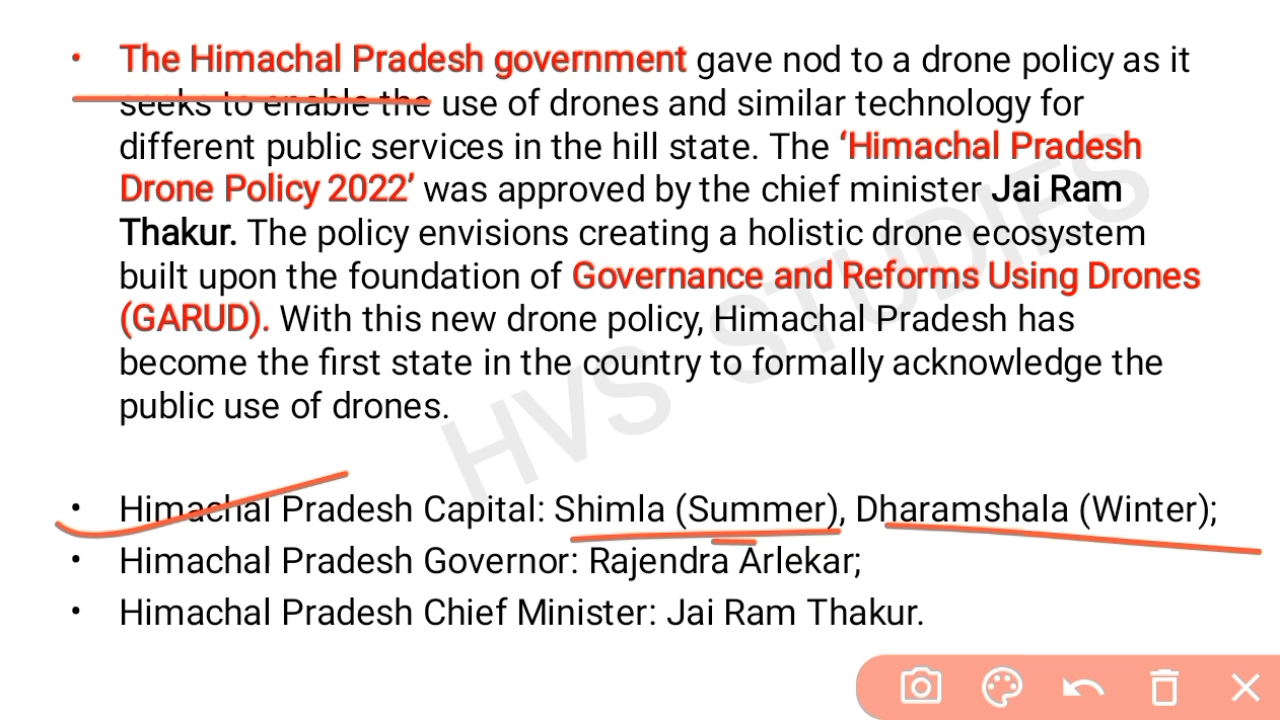 • The Himachal Pradesh government gave nod to a drone policy as it
seeks to enable the use of drones and similar technology for
different public services in the hill state. The ‘Himachal Pradesh
Drone Policy 2022’ was approved by the chief minister Jai Ram
Thakur. The policy envisions creating a holistic drone ecosystem
built upon the foundation of Governance and Reforms Using Drones
(GARUD). With this new drone policy, Himachal Pradesh has
become the first state in the country to formally acknowledge the
public use of drones.
HVS STUDIES
• Himachal Pradesh Capital: Shimla (Summer), Dharamshala (Winter);
• Himachal Pradesh Governor: Rajendra Arlekar;
• Himachal Pradesh Chief Minister: Jai Ram Thakur.